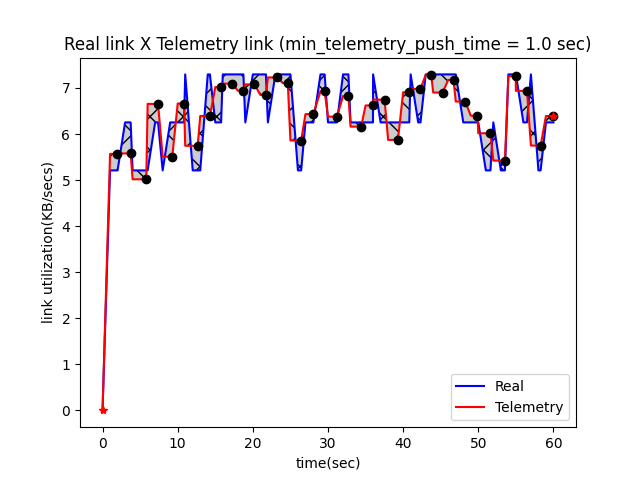 Real link X Telemetry link (min_telemetry_push_time = 1.0 sec)
link utilization(KB/secs)
7
6
5
4
3
2
1
0
0 10 20 30 40 50 60
time(sec)
Real
Telemetry